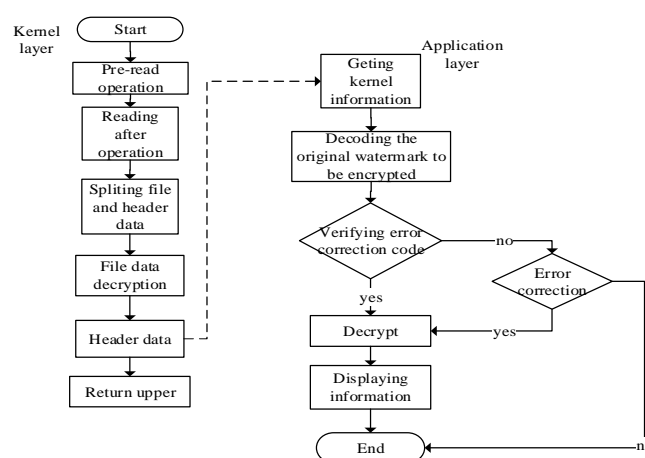 Kernel
layer
Start
Pre-read
operation
Reading
after
operation
Spliting file
and header
data
File data
decryption
Header data
Return upper
Application
layer
Geting
kernel
information
Decoding the
original watermark to
be encrypted
Verifying error
correction code
no
Error
correction
yes
Decrypt
yes
Displaying
information
End
n